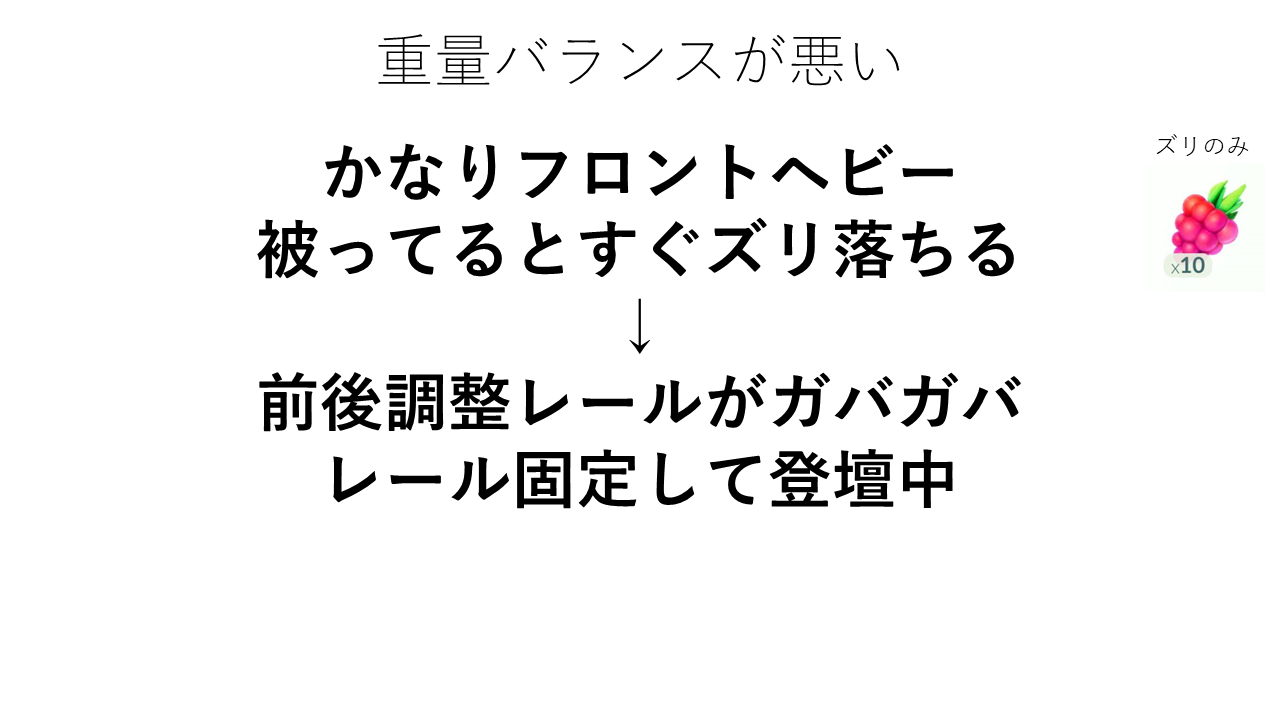 重量バランスが悪い
かなりフロントヘビー
被ってるとすぐズリ落ちる
↓
前後調整レールがガバガバ
レール固定して登壇中
ズリのみ
x10